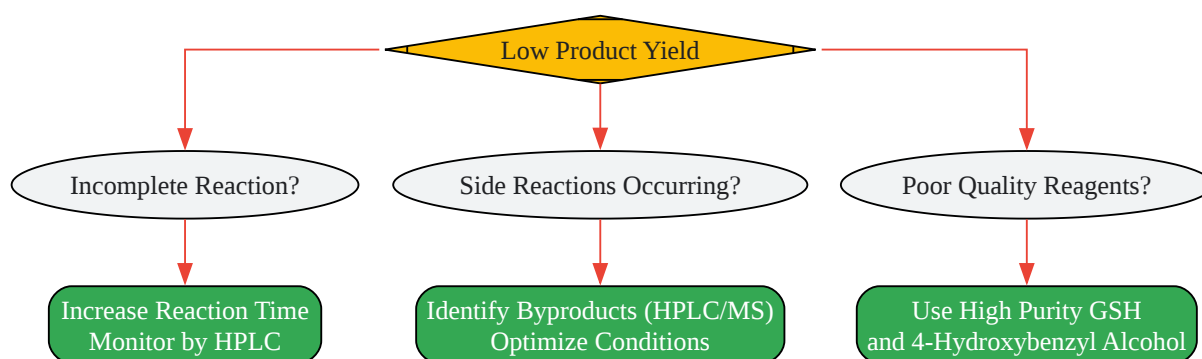 Low Product Yield
Incomplete Reaction?
Side Reactions Occurring?
Poor Quality Reagents?
Increase Reaction Time
Monitor by HPLC
Identify Byproducts (HPLC/MS)
Optimize Conditions
Use High Purity GSH
and 4-Hydroxybenzyl Alcohol